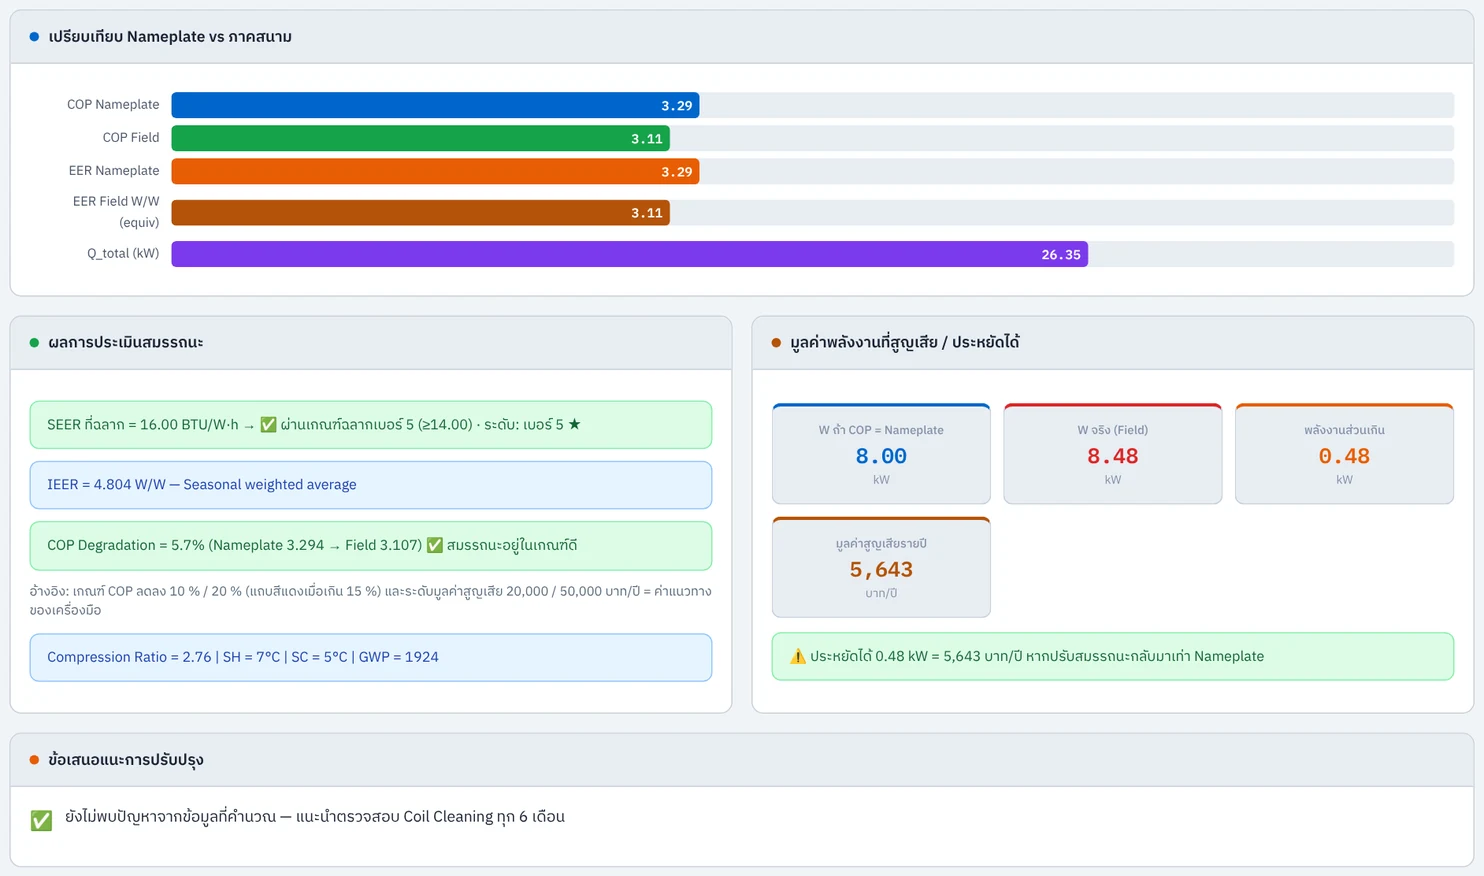 เปรียบเทียบ Nameplate vs ภาคสนาม
COP Nameplate 3.29
COP Field 3.11
EER Nameplate 3.29
EER Field W/W
(equiv) 3.11
Q_total (kW) 26.35
ผลการประเมินสมรรถนะ
SEER ที่ฉลาก = 16.00 BTU/W·h → ✅ ผ่านเกณฑ์ฉลากเบอร์ 5 (≥14.00) · ระดับ: เบอร์ 5 ★
IEER = 4.804 W/W — Seasonal weighted average
COP Degradation = 5.7% (Nameplate 3.294 → Field 3.107) ✅ สมรรถนะอยู่ในเกณฑ์ดี
อ้างอิง: เกณฑ์ COP ลดลง 10 % / 20 % (แถบสีแดงเมื่อเกิน 15 %) และระดับมูลค่าสูญเสีย 20,000 / 50,000 บาท/ปี = ค่าแนวทาง
ของเครื่องมือ
Compression Ratio = 2.76 | SH = 7°C | SC = 5°C | GWP = 1924
มูลค่าพลังงานที่สูญเสีย / ประหยัดได้
W ถ้า COP = Nameplate
8.00
kW
W จริง (Field)
8.48
kW
พลังงานส่วนเกิน
0.48
kW
มูลค่าสูญเสียรายปี
5,643
บาท/ปี
⚠️ ประหยัดได้ 0.48 kW = 5,643 บาท/ปี หากปรับสมรรถนะกลับมาเท่า Nameplate
ข้อเสนอแนะการปรับปรุง
✅ ยังไม่พบปัญหาจากข้อมูลที่คำนวณ — แนะนำตรวจสอบ Coil Cleaning ทุก 6 เดือน